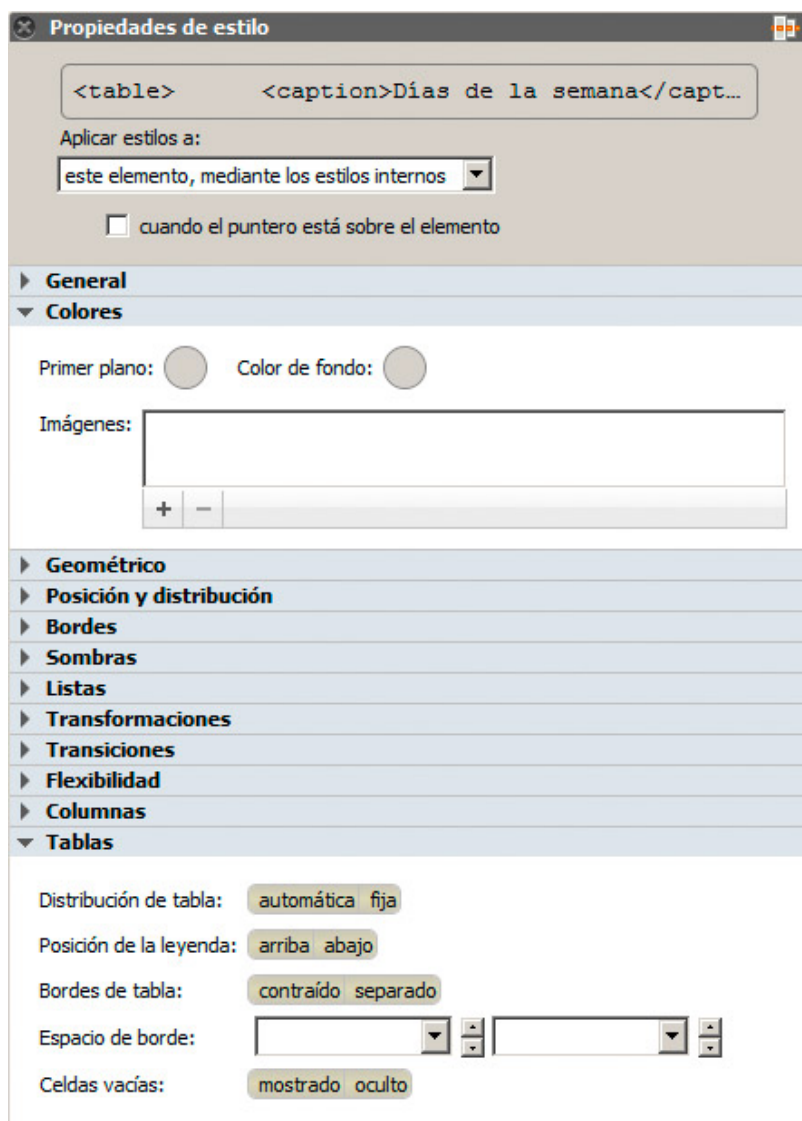 Propiedades de estilo
<table>      <caption>Días de la semana</capt…
Aplicar estilos a:
este elemento, mediante los estilos internos
cuando el puntero está sobre el elemento
General
Colores
Primer plano: Color de fondo:
Imágenes:
+ −
Geométrico
Posición y distribución
Bordes
Sombras
Listas
Transformaciones
Transiciones
Flexibilidad
Columnas
Tablas
Distribución de tabla: automática fija
Posición de la leyenda: arriba abajo
Bordes de tabla: contraído separado
Espacio de borde:
Celdas vacías: mostrado oculto